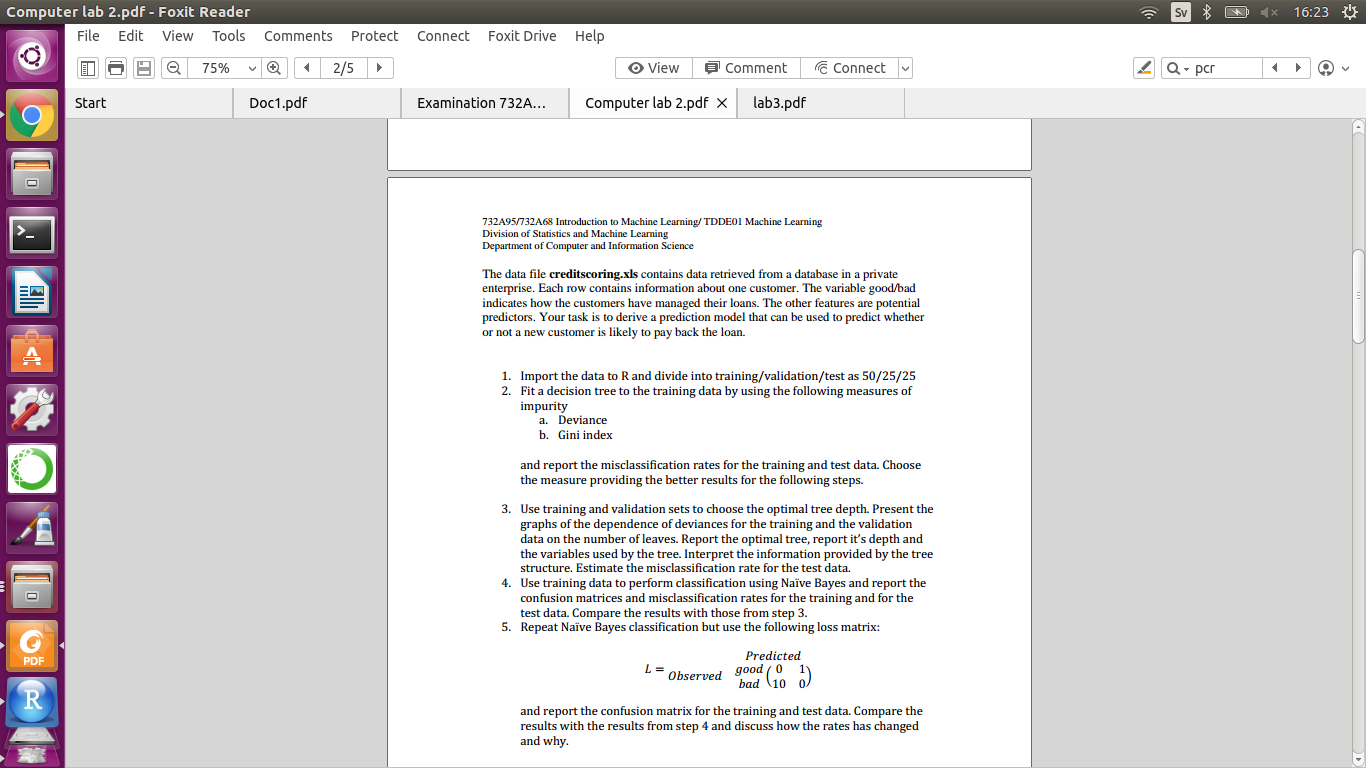 Computer lab 2.pdf - Foxit Reader
Sv
16:23
File Edit View Tools Comments Protect Connect Foxit Drive Help
75%
2/5
View
Comment
Connect
pcr
Start
Doc1.pdf
Examination 732A...
Computer lab 2.pdf
lab3.pdf
732A95/732A68 Introduction to Machine Learning/ TDDE01 Machine Learning
Division of Statistics and Machine Learning
Department of Computer and Information Science
The data file creditscoring.xls contains data retrieved from a database in a private
enterprise. Each row contains information about one customer. The variable good/bad
indicates how the customers have managed their loans. The other features are potential
predictors. Your task is to derive a prediction model that can be used to predict whether
or not a new customer is likely to pay back the loan.
1. Import the data to R and divide into training/validation/test as 50/25/25
2. Fit a decision tree to the training data by using the following measures of
impurity
a. Deviance
b. Gini index
and report the misclassification rates for the training and test data. Choose
the measure providing the better results for the following steps.
3. Use training and validation sets to choose the optimal tree depth. Present the
graphs of the dependence of deviances for the training and the validation
data on the number of leaves. Report the optimal tree, report it's depth and
the variables used by the tree. Interpret the information provided by the tree
structure. Estimate the misclassification rate for the test data.
4. Use training data to perform classification using Naïve Bayes and report the
confusion matrices and misclassification rates for the training and for the
test data. Compare the results with those from step 3.
5. Repeat Naïve Bayes classification but use the following loss matrix:
Predicted
L = Observed good (0 1
bad 10 0)
and report the confusion matrix for the training and test data. Compare the
results with the results from step 4 and discuss how the rates has changed
and why.
PDF
R